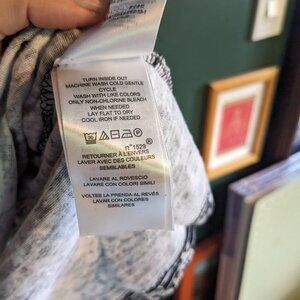 TURN INSIDE OUT
MACHINE WASH COLD GENTLE
CYCLE
WASH WITH LIKE COLORS
ONLY NON-CHLORINE BLEACH
WHEN NEEDED
LAY FLAT TO DRY
COOL IRON IF NEEDED
n°1529®
RETOURNER À L'ENVERS
LAVER AVEC DES COULEURS
SEMBLABLES
LAVARE AL ROVESCIO
LAVARE CON COLORI SIMILI
VOLTEE LA PRENDA AL REVÉS
LAVAR CON COLORES
SIMILARES